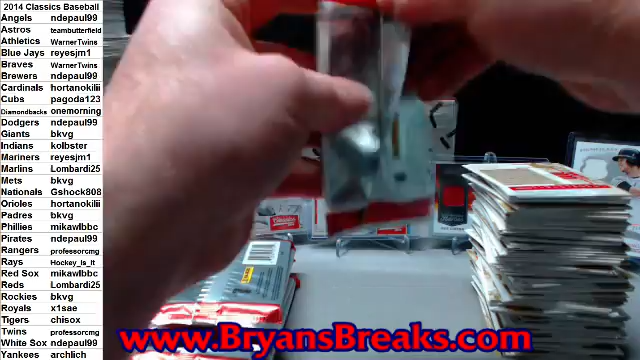 2014 Classics Baseball
Angels ndepaul99
Astros teambutterfield
Athletics WarnerTwins
Blue Jays reyesjm1
Braves WarnerTwins
Brewers ndepaul99
Cardinals hortanokilii
Cubs pagoda123
Diamondbacks onemorning
Dodgers ndepaul99
Giants bkvg
Indians kolbster
Mariners reyesjm1
Marlins Lombardi25
Mets bkvg
Nationals Gshock808
Orioles hortanokilii
Padres bkvg
Phillies mikawlbbc
Pirates ndepaul99
Rangers professorcmg
Rays Hockey_Is_It
Red Sox mikawlbbc
Reds Lombardi25
Rockies bkvg
Royals x1sae
Tigers chisox
Twins professorcmg
White Sox ndepaul99
Yankees archlich
www.BryansBreaks.com